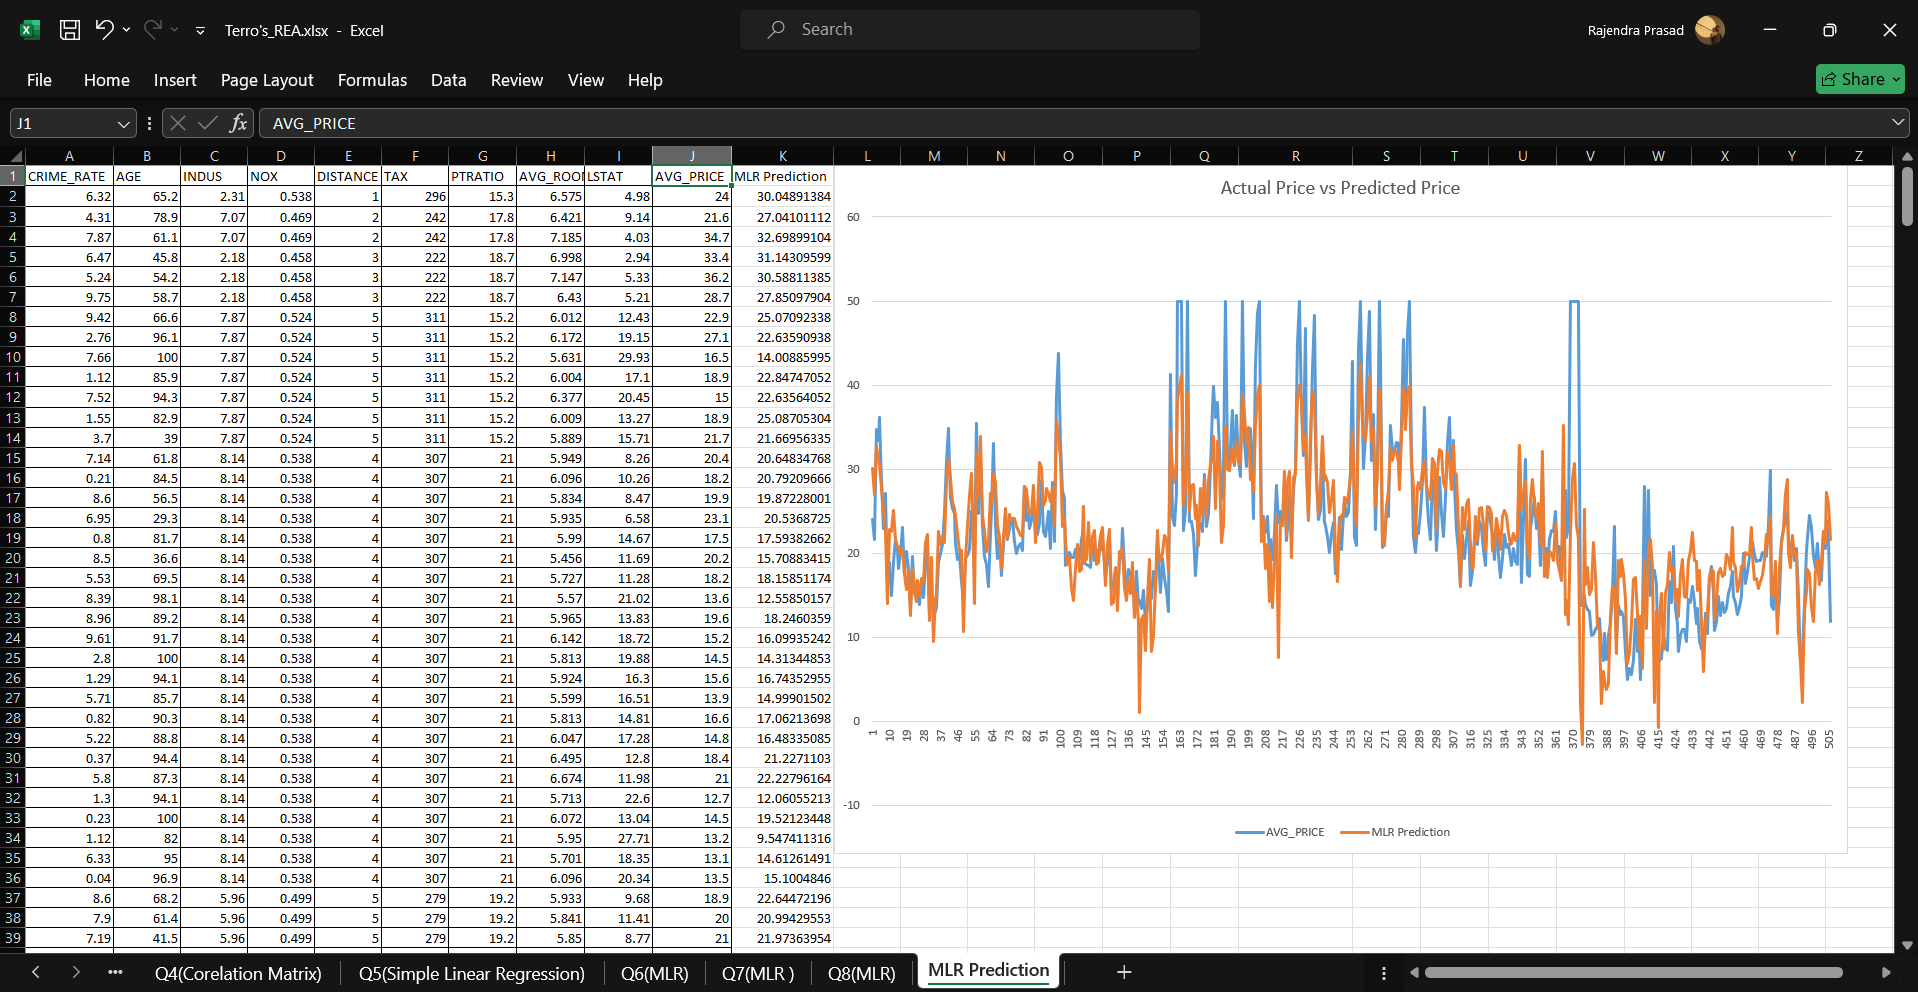 Terro's_REA.xlsx - Excel
Search
Rajendra Prasad
File Home Insert Page Layout Formulas Data Review View Help
Share
J1 fx AVG_PRICE
A B C D E F G H I J K L M N O P Q R S T U V W X Y Z
1 CRIME_RATE AGE INDUS NOX DISTANCE TAX PTRATIO AVG_ROO LSTAT AVG_PRICE MLR Prediction
2 6.32 65.2 2.31 0.538 1 296 15.3 6.575 4.98 24 30.04891384
3 4.31 78.9 7.07 0.469 2 242 17.8 6.421 9.14 21.6 27.04101112
4 7.87 61.1 7.07 0.469 2 242 17.8 7.185 4.03 34.7 32.69899104
5 6.47 45.8 2.18 0.458 3 222 18.7 6.998 2.94 33.4 31.14309599
6 5.24 54.2 2.18 0.458 3 222 18.7 7.147 5.33 36.2 30.58811385
7 9.75 58.7 2.18 0.458 3 222 18.7 6.43 5.21 28.7 27.85097904
8 9.42 66.6 7.87 0.524 5 311 15.2 6.012 12.43 22.9 25.07092338
9 2.76 96.1 7.87 0.524 5 311 15.2 6.172 19.15 27.1 22.63590938
10 7.66 100 7.87 0.524 5 311 15.2 5.631 29.93 16.5 14.00885995
11 1.12 85.9 7.87 0.524 5 311 15.2 6.004 17.1 18.9 22.84747052
12 7.52 94.3 7.87 0.524 5 311 15.2 6.377 20.45 15 22.63564052
13 1.55 82.9 7.87 0.524 5 311 15.2 6.009 13.27 18.9 25.08705304
14 3.7 39 7.87 0.524 5 311 15.2 5.889 15.71 21.7 21.66956335
15 7.14 61.8 8.14 0.538 4 307 21 5.949 8.26 20.4 20.64834768
16 0.21 84.5 8.14 0.538 4 307 21 6.096 10.26 18.2 20.79209666
17 8.6 56.5 8.14 0.538 4 307 21 5.834 8.47 19.9 19.87228001
18 6.95 29.3 8.14 0.538 4 307 21 5.935 6.58 23.1 20.5368725
19 0.8 81.7 8.14 0.538 4 307 21 5.99 14.67 17.5 17.59382662
20 8.5 36.6 8.14 0.538 4 307 21 5.456 11.69 20.2 15.70883415
21 5.53 69.5 8.14 0.538 4 307 21 5.727 11.28 18.2 18.15851174
22 8.39 98.1 8.14 0.538 4 307 21 5.57 21.02 13.6 12.55850157
23 8.96 89.2 8.14 0.538 4 307 21 5.965 13.83 19.6 18.2460359
24 9.61 91.7 8.14 0.538 4 307 21 6.142 18.72 15.2 16.09935242
25 2.8 100 8.14 0.538 4 307 21 5.813 19.88 14.5 14.31344853
26 1.29 94.1 8.14 0.538 4 307 21 5.924 16.3 15.6 16.74352955
27 5.71 85.7 8.14 0.538 4 307 21 5.599 16.51 13.9 14.99901502
28 0.82 90.3 8.14 0.538 4 307 21 5.813 14.81 16.6 17.06213698
29 5.22 88.8 8.14 0.538 4 307 21 6.047 17.28 14.8 16.48335085
30 0.37 94.4 8.14 0.538 4 307 21 6.495 12.8 18.4 21.2271103
31 5.8 87.3 8.14 0.538 4 307 21 6.674 11.98 21 22.22796164
32 1.3 94.1 8.14 0.538 4 307 21 5.713 22.6 12.7 12.06055213
33 0.23 100 8.14 0.538 4 307 21 6.072 13.04 14.5 19.52123448
34 1.12 82 8.14 0.538 4 307 21 5.95 27.71 13.2 9.547411316
35 6.33 95 8.14 0.538 4 307 21 5.701 18.35 13.1 14.61261491
36 0.04 96.9 8.14 0.538 4 307 21 6.096 20.34 13.5 15.1004846
37 8.6 68.2 5.96 0.499 5 279 19.2 5.933 9.68 18.9 22.64472196
38 7.9 61.4 5.96 0.499 5 279 19.2 5.841 11.41 20 20.99429553
39 7.19 41.5 5.96 0.499 5 279 19.2 5.85 8.77 21 21.97363954
Actual Price vs Predicted Price
60
50
40
30
20
10
0
-10
1 10 19 28 37 46 55 64 73 82 91 100 109 118 127 136 145 154 163 172 181 190 199 208 217 226 235 244 253 262 271 280 289 298 307 316 325 334 343 352 361 370 379 388 397 406 415 424 433 442 451 460 469 478 487 496 505
AVG_PRICE MLR Prediction
Q4(Corelation Matrix) Q5(Simple Linear Regression) Q6(MLR) Q7(MLR ) Q8(MLR) MLR Prediction